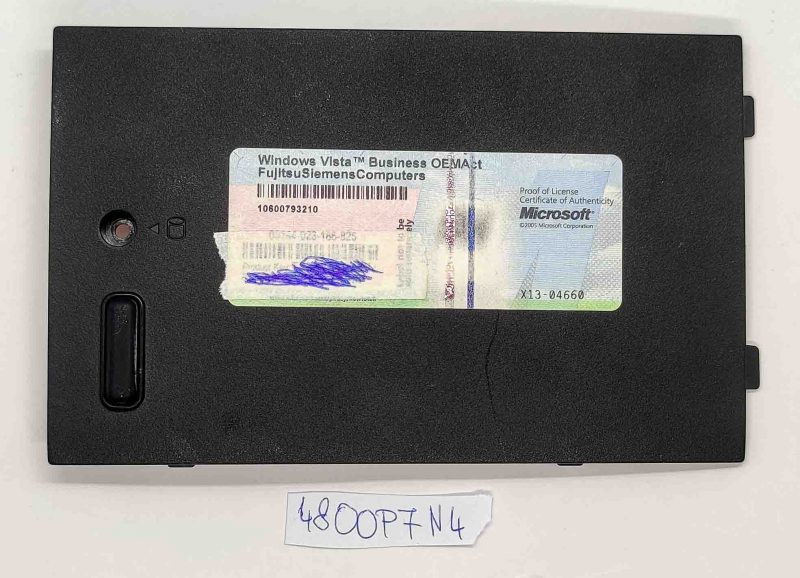 Windows Vista™ Business OEMAct
FujitsuSiemensComputers
10600793210
Proof of License
Certificate of Authenticity
Microsoft®
©2005 Microsoft Corporation
X13-04660
4800P7N4